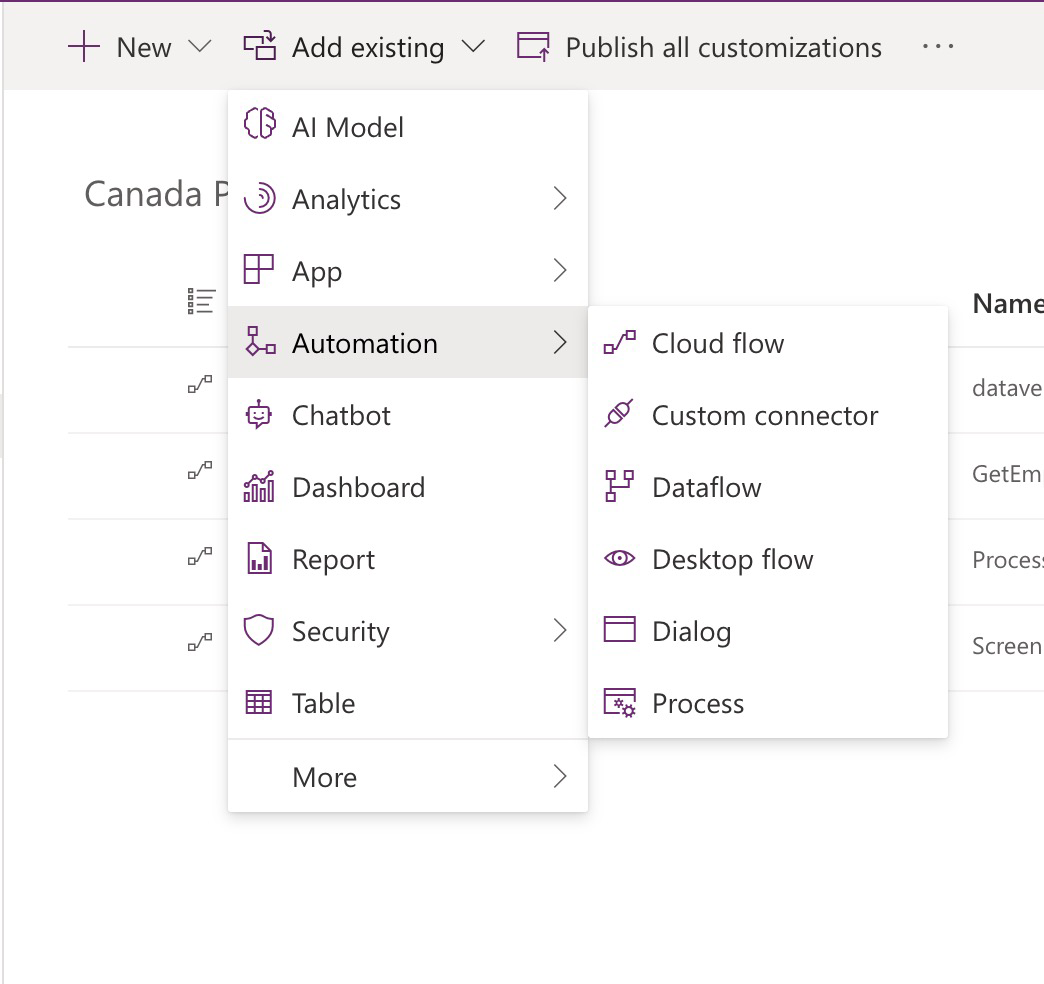 New Add existing Publish all customizations ...
AI Model
Canada P
Analytics
App
Name
Automation
Cloud flow
datave
Chatbot
Custom connector
GetEm
Dashboard
Dataflow
Process
Report
Desktop flow
Screen
Security
Dialog
Table
Process
More